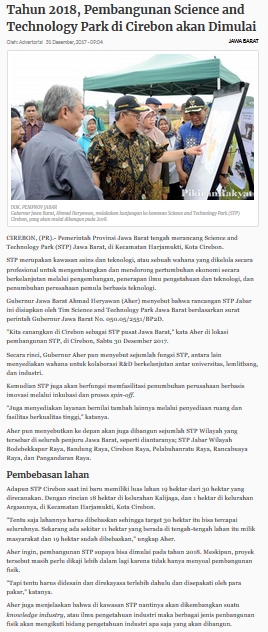 Tahun 2018, Pembangunan Science and
Technology Park di Cirebon akan Dimulai
Oleh: Advertorial 31 Desember, 2017 - 09:04
JAWA BARAT
Pikiran Rakyat
DOK. PEMPROV JABAR
Gubernur Jawa Barat, Ahmad Heryawan, melakukan kunjungan ke kawasan Science and Technology Park (STP)
Cirebon, yang akan mulai dibangun pada 2018.
CIREBON, (PR).- Pemerintah Provinsi Jawa Barat tengah merancang Science and
Technology Park (STP) Jawa Barat, di Kecamatan Harjamukti, Kota Cirebon.
STP merupakan kawasan sains dan teknologi, atau sebuah wahana yang dikelola secara
profesional untuk mengembangkan dan mendorong pertumbuhan ekonomi secara
berkelanjutan melalui pengembangan, penerapan ilmu pengetahuan dan teknologi, dan
penumbuhan perusahaan pemula berbasis teknologi.
Gubernur Jawa Barat Ahmad Heryawan (Aher) menyebut bahwa rancangan STP Jabar
ini disiapkan oleh Tim Science and Technology Park Jawa Barat berdasarkan surat
perintah Gubernur Jawa Barat No. 050.05/2551/BP2D.
"Kita canangkan di Cirebon sebagai STP pusat Jawa Barat," kata Aher di lokasi
pembangunan STP, di Cirebon, Sabtu 30 Desember 2017.
Secara rinci, Gubernur Aher pun menyebut sejumlah fungsi STP, antara lain
menyediakan wahana untuk kolaborasi R&D berkelanjutan antar universitas, lemlitbang,
dan industri.
Kemudian STP juga akan berfungsi memfasilitasi penumbuhan perusahaan berbasis
inovasi melalui inkubasi dan proses spin-off.
"Juga menyediakan layanan bernilai tambah lainnya melalui penyediaan ruang dan
fasilitas berkualitas tinggi," katanya.
Aher pun menyebutkan ke depan akan juga dibangun sejumlah STP Wilayah yang
tersebar di seluruh penjuru Jawa Barat, seperti diantaranya; STP Jabar Wilayah
Bodebekkapur Raya, Bandung Raya, Cirebon Raya, Pelabuhanratu Raya, Rancabuaya
Raya, dan Pangandaran Raya.
Pembebasan lahan
Adapun STP Cirebon saat ini baru memiliki luas lahan 19 hektar dari 30 hektar yang
direncanakan. Dengan rincian 18 hektar di kelurahan Kalijaga, dan 1 hektar di kelurahan
Argasunya, di Kecamatan Harjamukti, Kota Cirebon.
"Tentu saja lahannya harus dibebaskan sehingga target 30 hektar itu bisa tercapai
seluruhnya. Sekarang ada sekitar 11 hektar yang berada di tengah-tengah lahan itu milik
masyarakat dan 19 hektar sudah dibebaskan," ungkap Aher.
Aher ingin, pembangunan STP supaya bisa dimulai pada tahun 2018. Meskipun, proyek
tersebut masih perlu dikaji lebih dalam lagi karena tidak hanya menyoal pembangunan
fisik.
"Tapi tentu harus didesain dan direkayasa terlebih dahulu dan disepakati oleh para
pakar," katanya.
Aher juga menjelaskan bahwa di kawasan STP nantinya akan dikembangkan suatu
knowledge industry, atau ilmu pengetahuan industri maka berbagai jenis pembangunan
fisik akan mengikuti bidang pengetahuan apa saja yang akan dibangun.